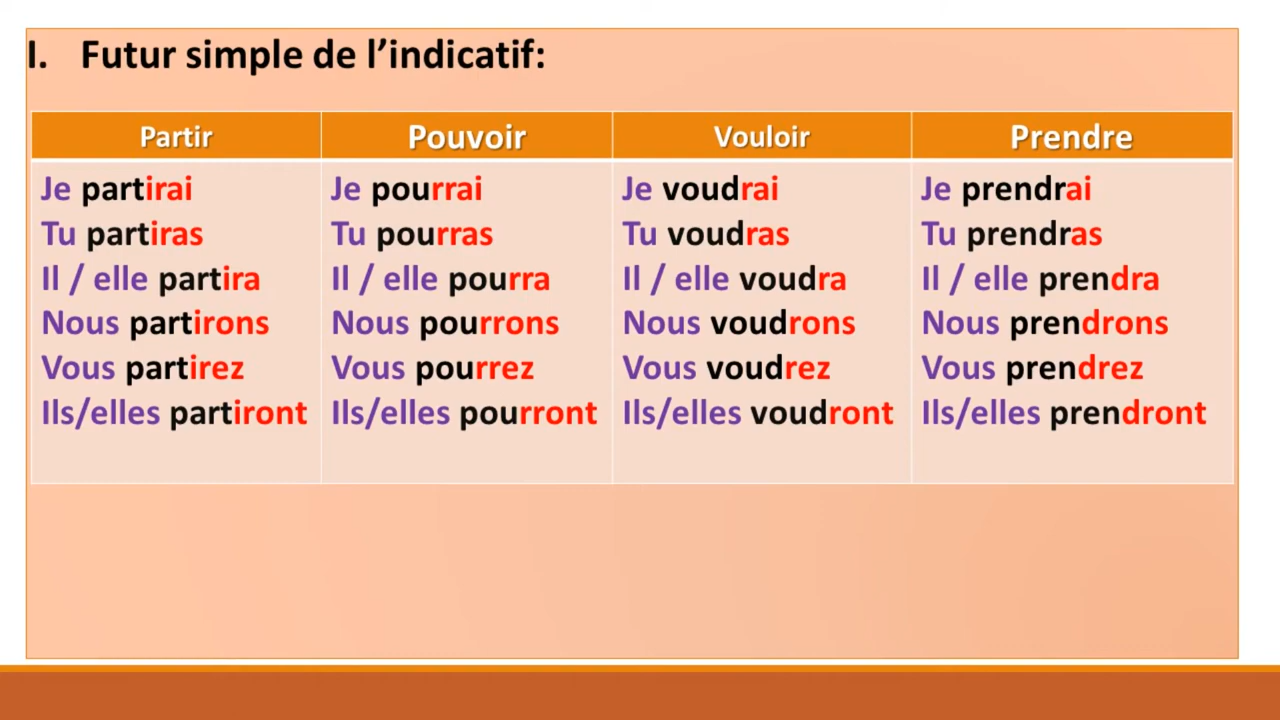 I. Futur simple de l’indicatif:
Partir
Je partirai
Tu partiras
Il / elle partira
Nous partirons
Vous partirez
Ils/elles partiront
Pouvoir
Je pourrai
Tu pourras
Il / elle pourra
Nous pourrons
Vous pourrez
Ils/elles pourront
Vouloir
Je voudrai
Tu voudras
Il / elle voudra
Nous voudrons
Vous voudrez
Ils/elles voudront
Prendre
Je prendrai
Tu prendras
Il / elle prendra
Nous prendrons
Vous prendrez
Ils/elles prendront